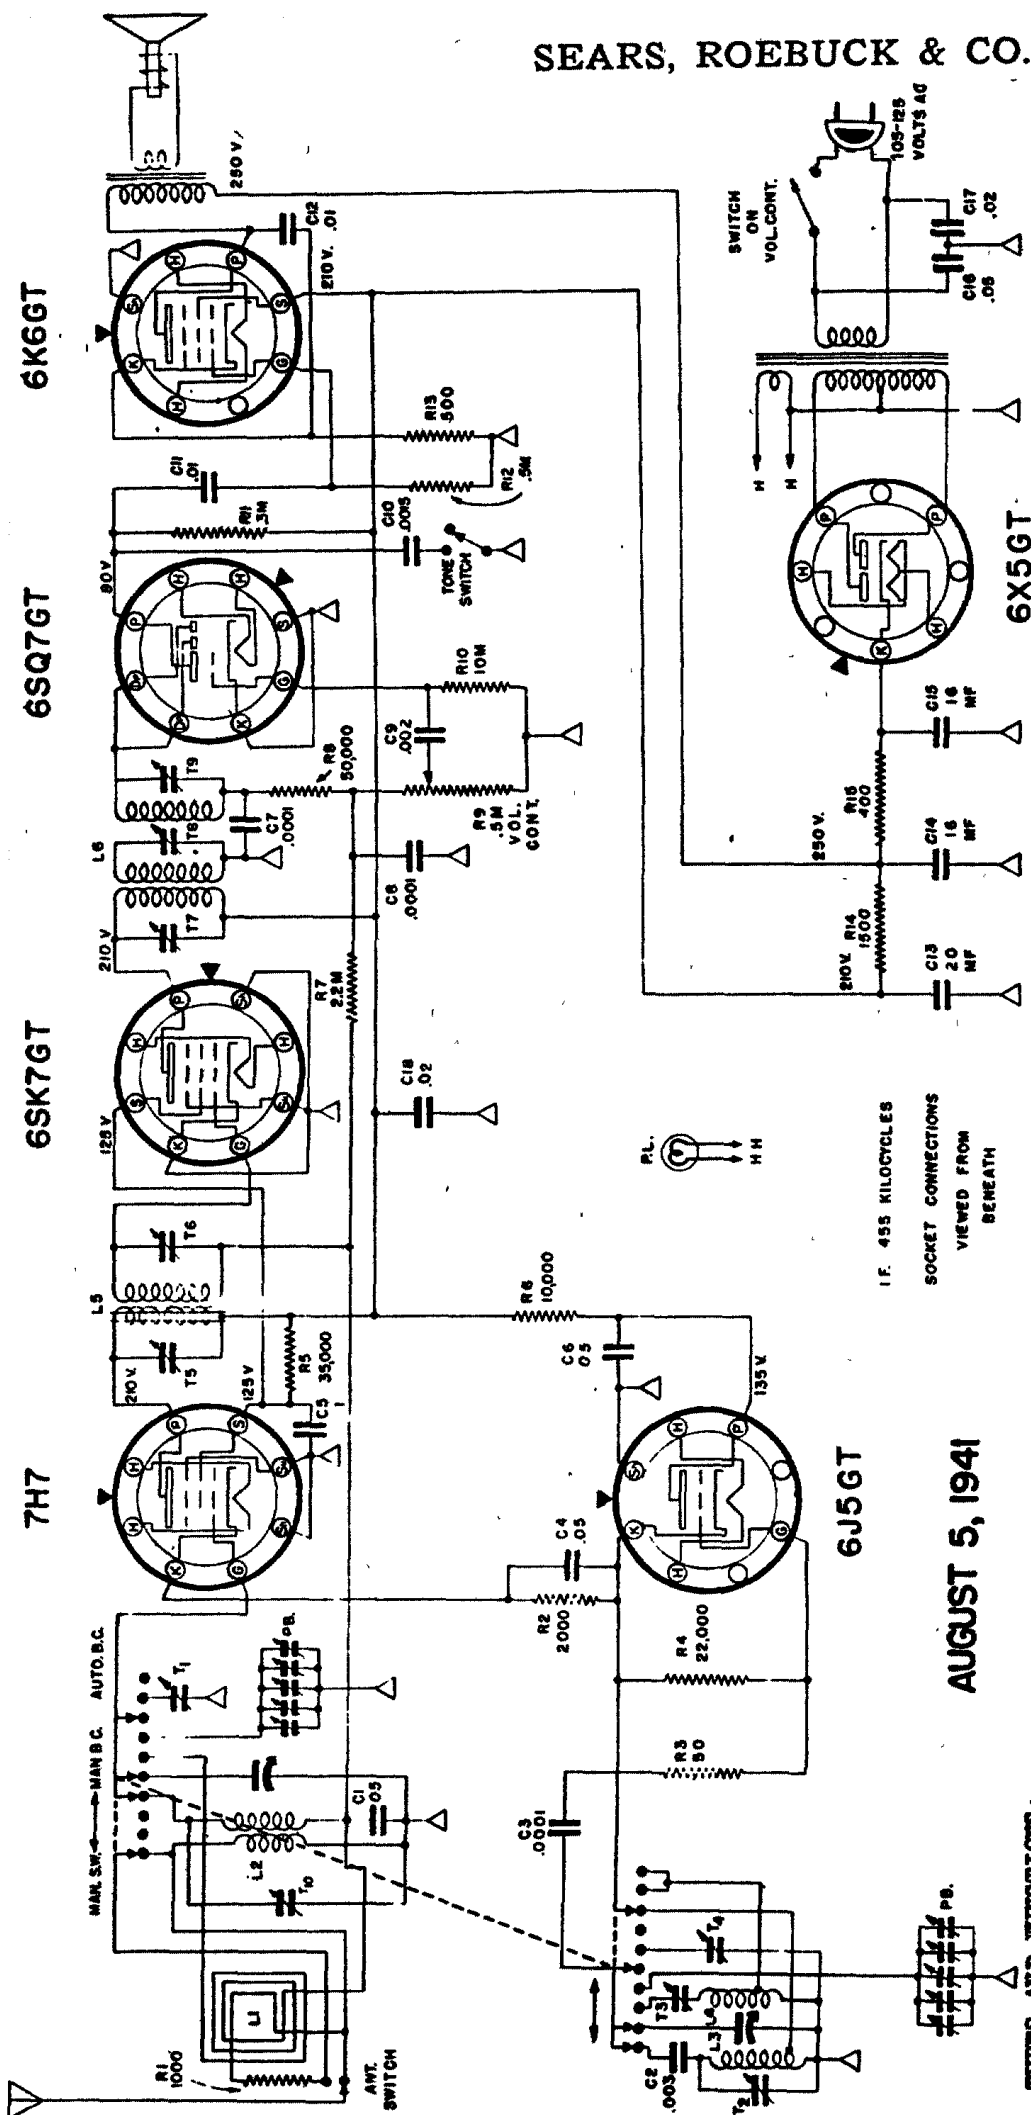 SEARS, ROEBUCK & CO.
6K6GT
6SQ7GT
6SK7GT
7H7
6X5GT
6J5GT
AUGUST 5, 1941
250 V.
C12
.01
210 V.
H
P
S
G
K
H
R13
500
R12
.5M
C11
.01
R11
.3M
C10
.0015
TONE
SWITCH
80 V
P
H
H
S
G
K
R10
10M
C9
.002
R9
.5M
VOL.
CONT.
R8
50,000
T9
T8
C7
.0001
L6
T7
210 V
C8
.0001
R7
2.2M
P
H
H
G
K
S
125 V
C18
.02
T6
L5
T5
210 V.
125 V
R5
35,000
C5
P
S
H
H
K
G
R6
10,000
C6
05
135 V.
K
H
H
P
G
C4
.05
R2
2000
R4
22,000
R3
50
C3
.0001
MAN. S.W.
MAN B.C.
AUTO. B.C.
T1
PB.
C1
05
L2
T10
L1
R1
1000
ANT.
SWITCH
T4
T3
L4
L3
C2
.003
T2
PB.
SWITCH
ON
VOL. CONT.
105-125
VOLTS AC
C17
.02
C16
.05
H
H
P
P
H
H
K
C15
16
MF
R15
400
250 V.
C14
16
MF
R14
1500
210 V.
C13
20
MF
P.L.
H H
I.F. 455 KILOCYCLES
SOCKET CONNECTIONS
VIEWED FROM
BENEATH